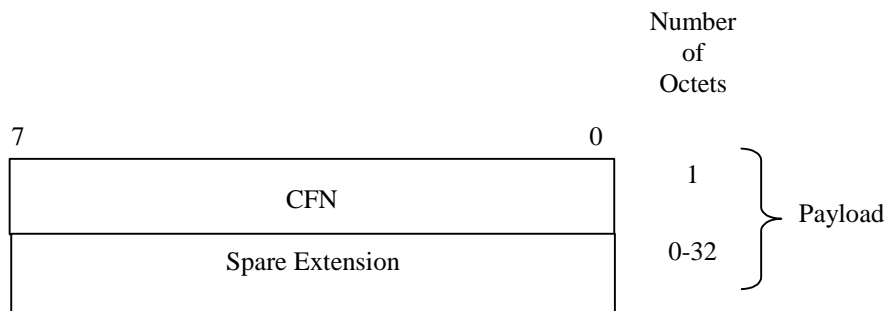 Number
of
Octets
7 0
CFN 1
Payload
Spare Extension 0-32